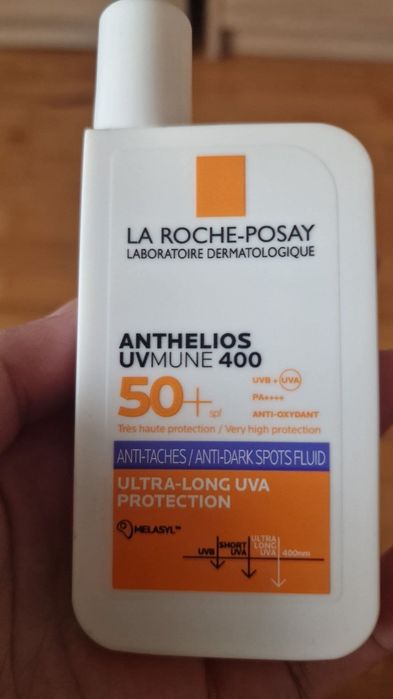 LA ROCHE-POSAY
LABORATOIRE DERMATOLOGIQUE
ANTHELIOS
UVMUNE 400
50+ spf
UVB + UVA
PA++++
ANTI-OXYDANT
Très haute protection / Very high protection
ANTI-TACHES / ANTI-DARK SPOTS FLUID
ULTRA-LONG UVA
PROTECTION
MELASYL™
UVB
SHORT
UVA
ULTRA
LONG
UVA
400nm